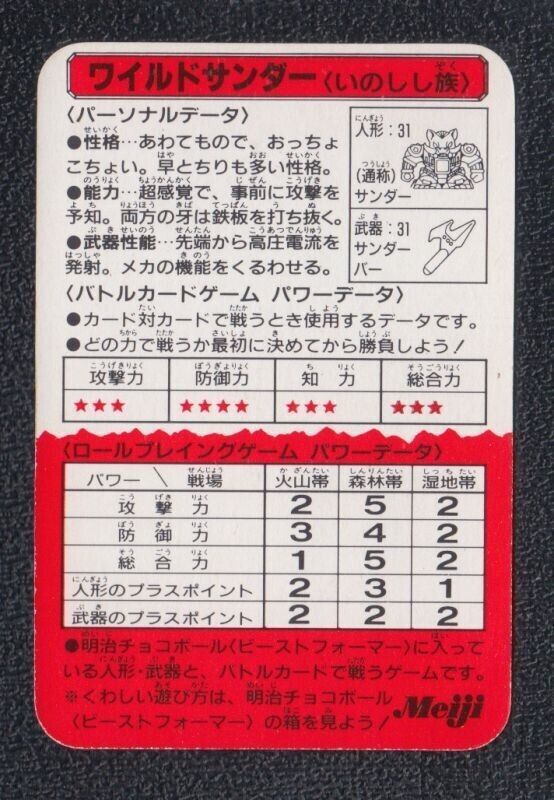 ワイルドサンダー〈いのしし族〉
〈パーソナルデータ〉
●性格…あわてもので、おっちょ
こちょい。早とちりも多い性格。
●能力…超感覚で、事前に攻撃を
予知。両方の牙は鉄板を打ち抜く。
●武器性能…先端から高圧電流を
発射。メカの機能をくるわせる。
人形：31
(通称)
サンダー
武器：31
サンダー
バー
〈バトルカードゲーム パワーデータ〉
●カード対カードで戦うとき使用するデータです。
●どの力で戦うか最初に決めてから勝負しよう！
攻撃力 防御力 知力 総合力
★★★ ★★★★ ★★★ ★★★
〈ロールプレイングゲーム パワーデータ〉
パワー ＼ 戦場 火山帯 森林帯 湿地帯
攻撃力 2 5 2
防御力 3 4 2
総合力 1 5 2
人形のプラスポイント 2 3 1
武器のプラスポイント 2 2 2
●明治チョコボール〈ビーストフォーマー〉に入って
いる人形・武器と、バトルカードで戦うゲームです。
※くわしい遊び方は、明治チョコボール
〈ビーストフォーマー〉の箱を見よう！
Meiji